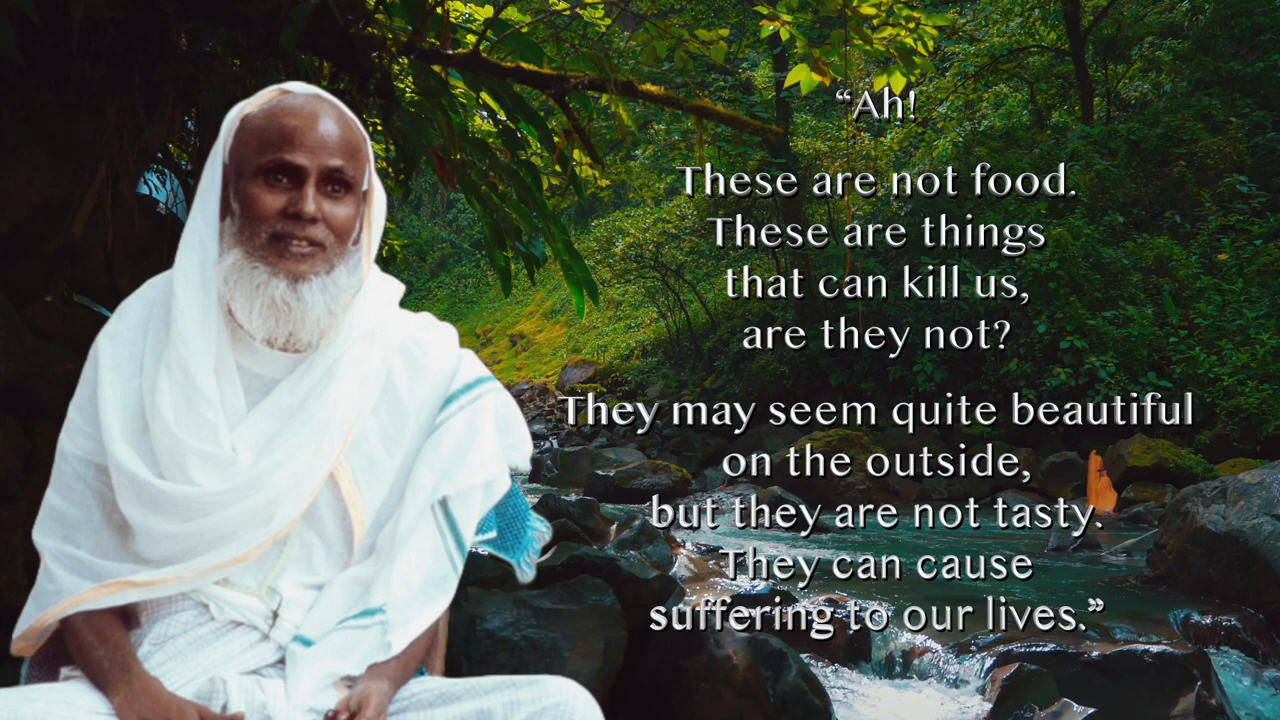 “Ah!
These are not food.
These are things
that can kill us,
are they not?
They may seem quite beautiful
on the outside,
but they are not tasty.
They can cause
suffering to our lives.”